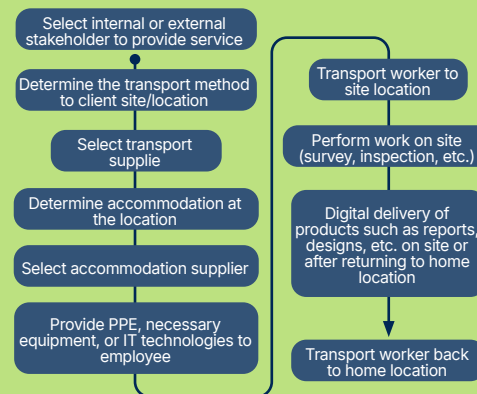 Select internal or external
stakeholder to provide service
Determine the transport method
to client site/location
Select transport
supplie
Determine accommodation at
the location
Select accommodation supplier
Provide PPE, necessary
equipment, or IT technologies to
employee
Transport worker to
site location
Perform work on site
(survey, inspection, etc.)
Digital delivery of
products such as reports,
designs, etc. on site or
after returning to home
location
Transport worker back
to home location